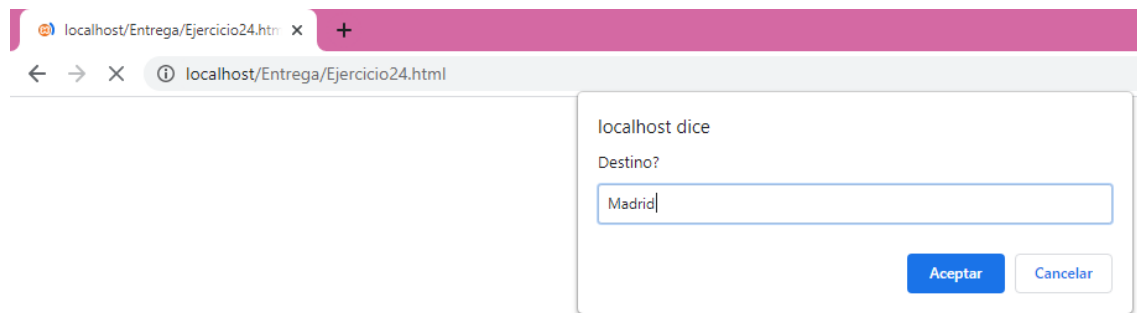 localhost/Entrega/Ejercicio24.htm
localhost/Entrega/Ejercicio24.html
localhost dice
Destino?
Madrid
Aceptar Cancelar